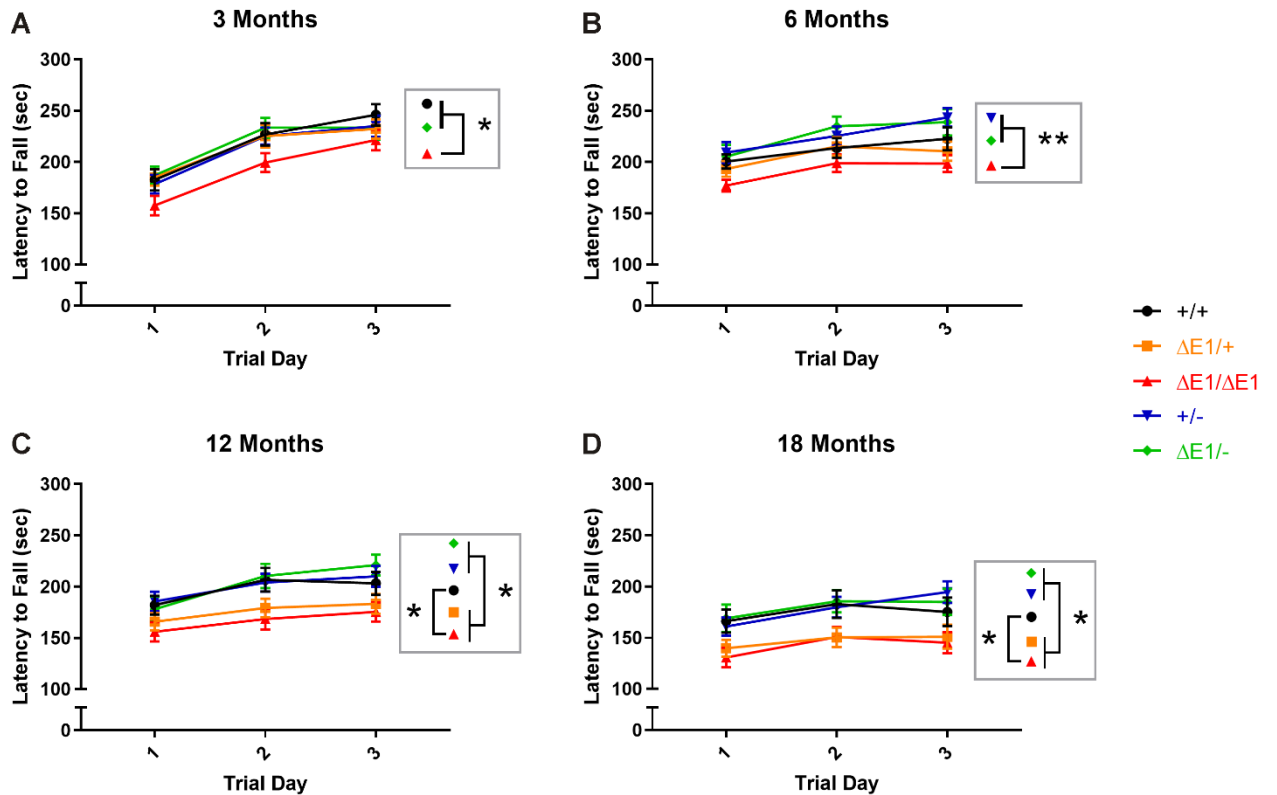 A
3 Months
Latency to Fall (sec)
300
250
200
150
100
0
1
2
3
Trial Day
*
B
6 Months
Latency to Fall (sec)
300
250
200
150
100
0
1
2
3
Trial Day
**
+/+
ΔE1/+
ΔE1/ΔE1
+/-
ΔE1/-
C
12 Months
Latency to Fall (sec)
300
250
200
150
100
0
1
2
3
Trial Day
*
*
D
18 Months
Latency to Fall (sec)
300
250
200
150
100
0
1
2
3
Trial Day
*
*